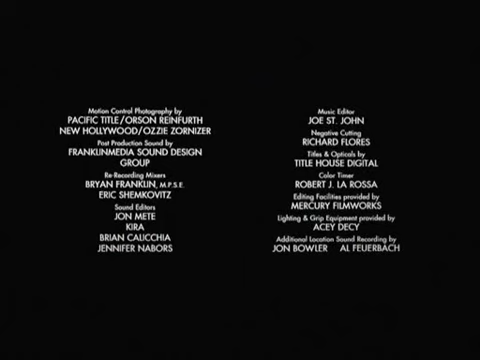 Motion Control Photography by
PACIFIC TITLE/ORSON REINFURTH
NEW HOLLYWOOD/OZZIE ZORNIZER
Post Production Sound by
FRANKLINMEDIA SOUND DESIGN
GROUP
Re-Recording Mixers
BRYAN FRANKLIN, M.P.S.E.
ERIC SHEMKOVITZ
Sound Editors
JON METE
KIRA
BRIAN CALICCHIA
JENNIFER NABORS
Music Editor
JOE ST. JOHN
Negative Cutting
RICHARD FLORES
Titles & Opticals by
TITLE HOUSE DIGITAL
Color Timer
ROBERT J. LA ROSSA
Editing Facilities provided by
MERCURY FILMWORKS
Lighting & Grip Equipment provided by
ACEY DECY
Additional Location Sound Recording by
JON BOWLER AL FEUERBACH